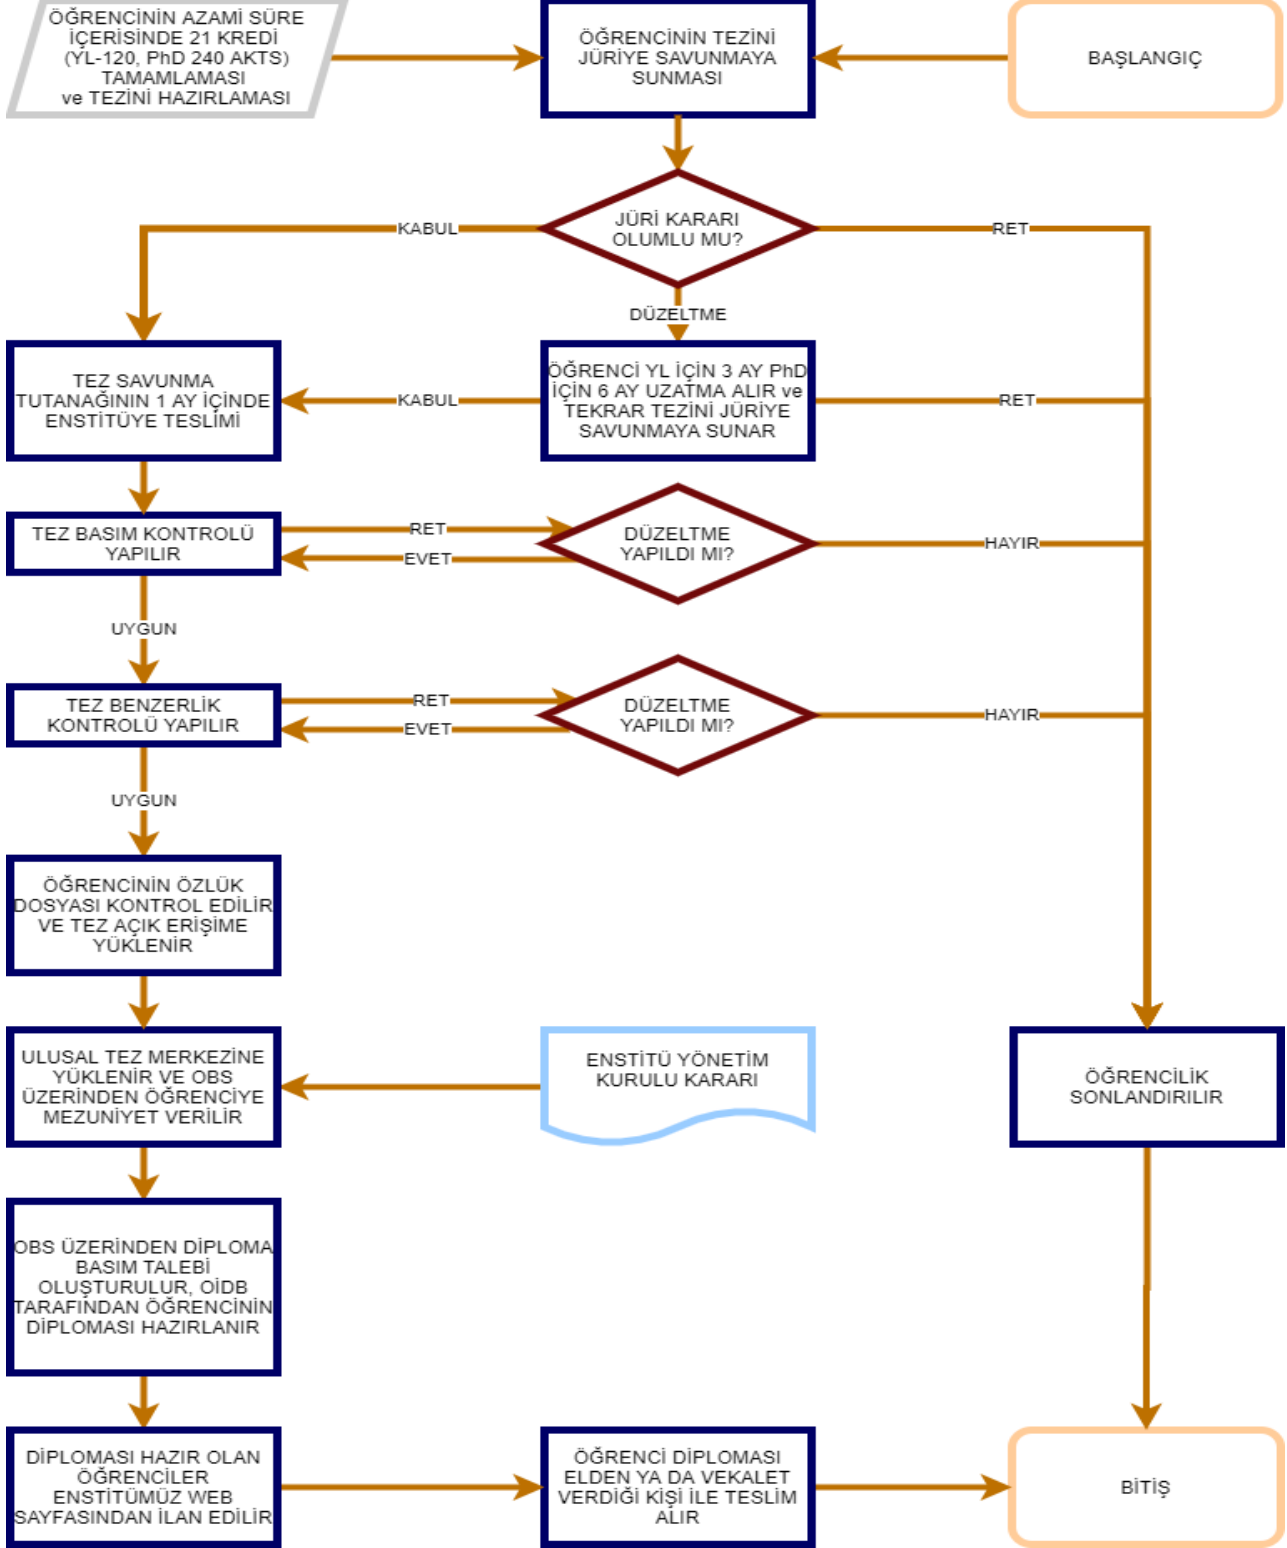 ÖĞRENCİNİN AZAMİ SÜRE
İÇERİSİNDE 21 KREDİ
(YL-120, PhD 240 AKTS)
TAMAMLAMASI
ve TEZİNİ HAZIRLAMASI
ÖĞRENCİNİN TEZİNİ
JÜRİYE SAVUNMAYA
SUNMASI
BAŞLANGIÇ
JÜRİ KARARI
OLUMLU MU?
KABUL
RET
DÜZELTME
TEZ SAVUNMA
TUTANAĞININ 1 AY İÇİNDE
ENSTİTÜYE TESLİMİ
KABUL
ÖĞRENCİ YL İÇİN 3 AY PhD
İÇİN 6 AY UZATMA ALIR ve
TEKRAR TEZİNİ JÜRİYE
SAVUNMAYA SUNAR
RET
TEZ BASIM KONTROLÜ
YAPILIR
RET
EVET
DÜZELTME
YAPILDI MI?
HAYIR
UYGUN
TEZ BENZERLİK
KONTROLÜ YAPILIR
RET
EVET
DÜZELTME
YAPILDI MI?
HAYIR
UYGUN
ÖĞRENCİNİN ÖZLÜK
DOSYASI KONTROL EDİLİR
VE TEZ AÇIK ERİŞİME
YÜKLENİR
ULUSAL TEZ MERKEZİNE
YÜKLENİR VE OBS
ÜZERİNDEN ÖĞRENCİYE
MEZUNİYET VERİLİR
ENSTİTÜ YÖNETİM
KURULU KARARI
ÖĞRENCİLİK
SONLANDIRILIR
OBS ÜZERİNDEN DİPLOMA
BASIM TALEBİ
OLUŞTURULUR, OİDB
TARAFINDAN ÖĞRENCİNİN
DİPLOMASI HAZIRLANIR
DİPLOMASI HAZIR OLAN
ÖĞRENCİLER
ENSTİTÜMÜZ WEB
SAYFASINDAN İLAN EDİLİR
ÖĞRENCİ DİPLOMASI
ELDEN YA DA VEKALET
VERDİĞİ KİŞİ İLE TESLİM
ALIR
BİTİŞ